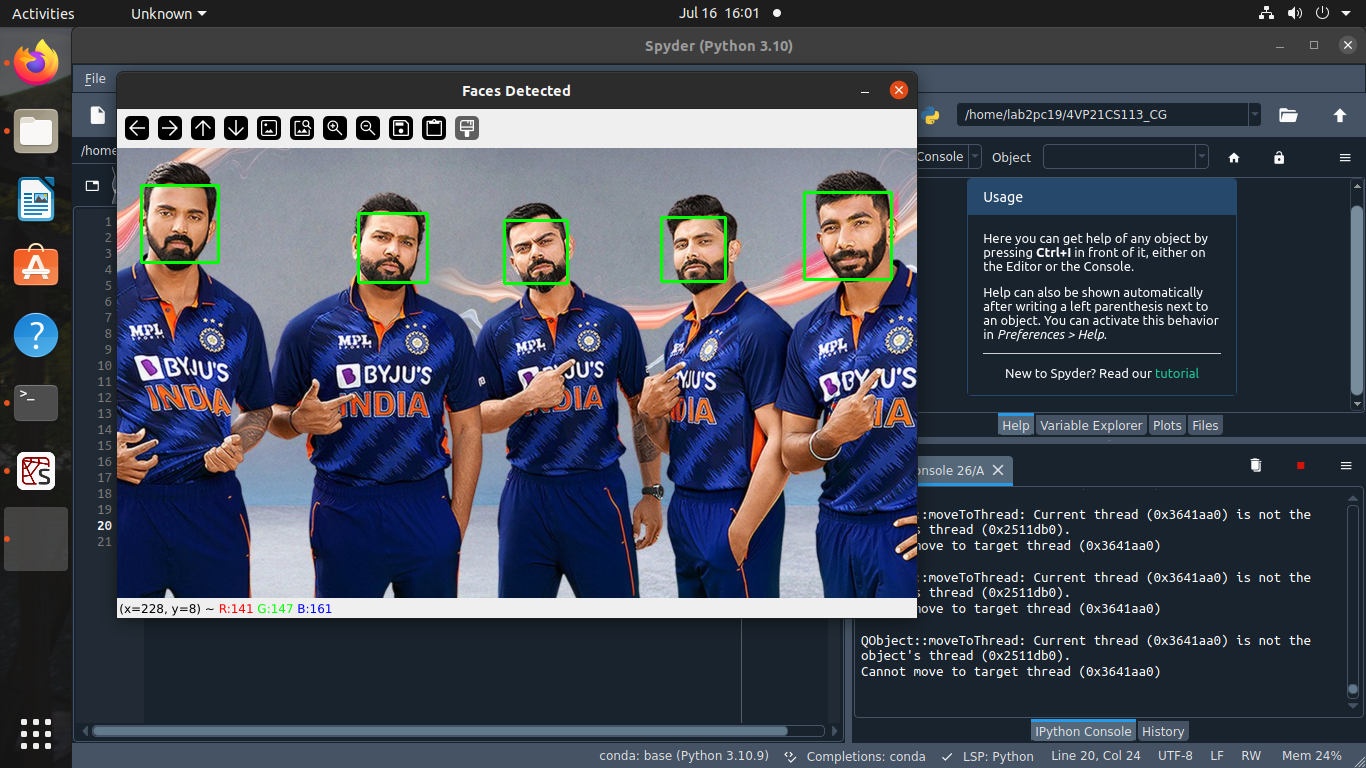 Activities
Unknown
Jul 16 16:01
Spyder (Python 3.10)
File
Faces Detected
/home/lab2pc19/4VP21CS113_CG
/home
Console
Object
1
2
3
4
5
6
7
8
9
10
11
12
13
14
15
16
17
18
19
20
21
MPL
BYJU'S
INDIA
MPL
BYJU'S
INDIA
MPL
BYJU'S
INDIA
MPL
BYJU'S
DIA
MPL
BYJU'S
IA
(x=228, y=8) ~ R:141 G:147 B:161
Usage
Here you can get help of any object by
pressing Ctrl+I in front of it, either on
the Editor or the Console.
Help can also be shown automatically
after writing a left parenthesis next to
an object. You can activate this behavior
in Preferences > Help.
New to Spyder? Read our tutorial
Help
Variable Explorer
Plots
Files
onsole 26/A
::moveToThread: Current thread (0x3641aa0) is not the
s thread (0x2511db0).
ove to target thread (0x3641aa0)
::moveToThread: Current thread (0x3641aa0) is not the
s thread (0x2511db0).
ove to target thread (0x3641aa0)
QObject::moveToThread: Current thread (0x3641aa0) is not the
object's thread (0x2511db0).
Cannot move to target thread (0x3641aa0)
IPython Console
History
conda: base (Python 3.10.9)
Completions: conda
LSP: Python
Line 20, Col 24
UTF-8
LF
RW
Mem 24%